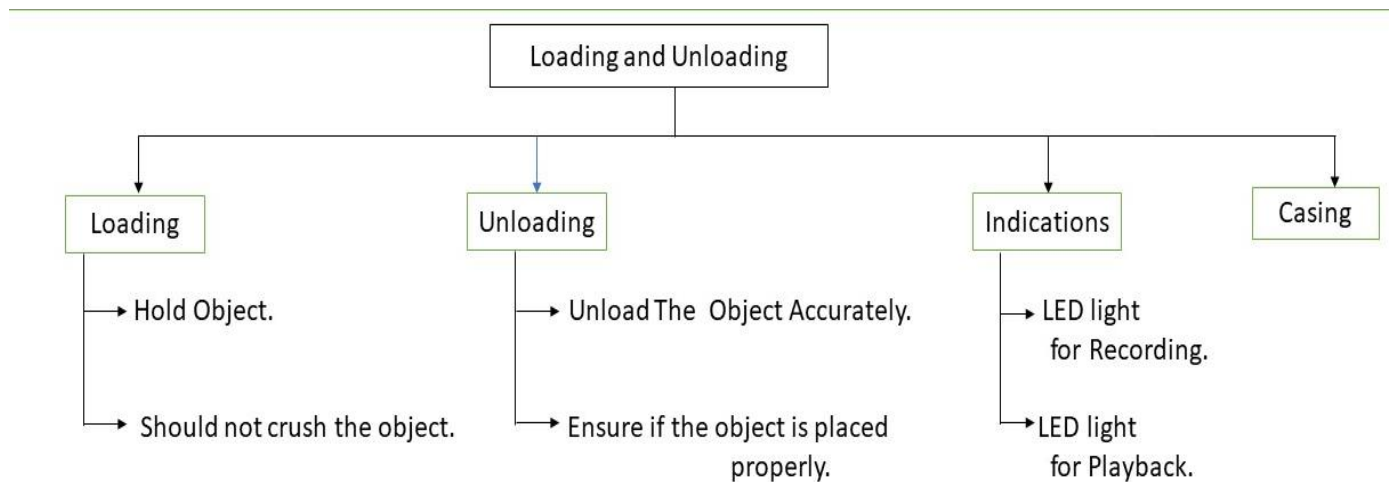 Loading and Unloading
Loading
Unloading
Indications
Casing
Hold Object.
Should not crush the object.
Unload The Object Accurately.
Ensure if the object is placed
properly.
LED light
for Recording.
LED light
for Playback.